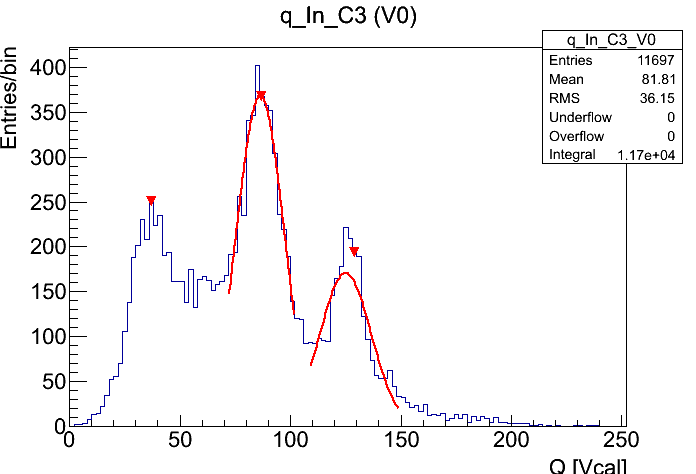 q_In_C3 (V0)
q_In_C3_V0
Entries 11697
Mean 81.81
RMS 36.15
Underflow 0
Overflow 0
Integral 1.17e+04
Entries/bin
400
350
300
250
200
150
100
50
0
0 50 100 150 200 250
Q [Vcal]